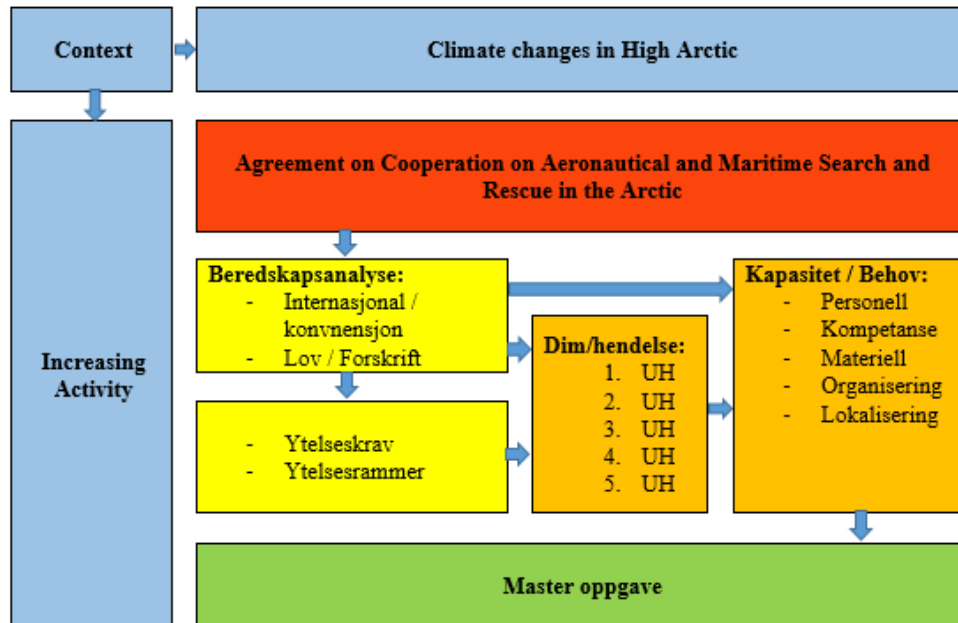 Context
Climate changes in High Arctic
Increasing
Activity
Agreement on Cooperation on Aeronautical and Maritime Search and
Rescue in the Arctic
Beredskapsanalyse:
- Internasjonal /
konvnensjon
- Lov / Forskrift
- Ytelseskrav
- Ytelsesrammer
Dim/hendelse:
1. UH
2. UH
3. UH
4. UH
5. UH
Kapasitet / Behov:
- Personell
- Kompetanse
- Materiell
- Organisering
- Lokalisering
Master oppgave